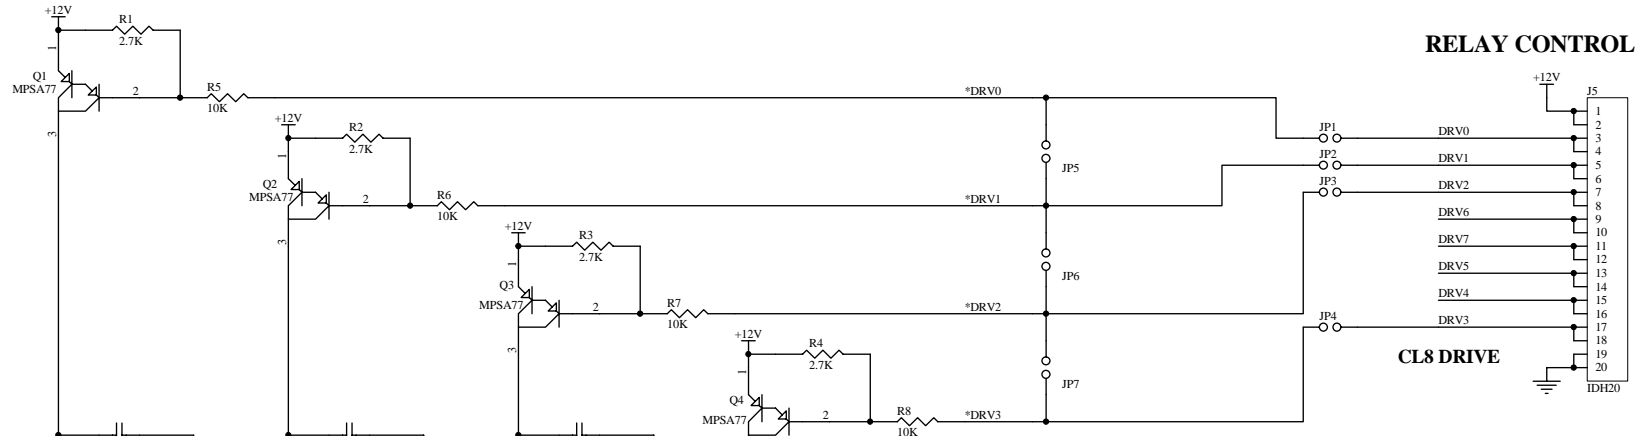 +12V
R1
2.7K
1
Q1
MPSA77
2
R5
10K
3
*DRV0
+12V
R2
2.7K
1
Q2
MPSA77
2
R6
10K
3
*DRV1
+12V
R3
2.7K
1
Q3
MPSA77
2
R7
10K
3
*DRV2
+12V
R4
2.7K
1
Q4
MPSA77
2
R8
10K
*DRV3
JP5
JP6
JP7
RELAY CONTROL
+12V
J5
JP1
DRV0
JP2
DRV1
JP3
DRV2
DRV6
DRV7
DRV5
DRV4
JP4
DRV3
CL8 DRIVE
1
2
3
4
5
6
7
8
9
10
11
12
13
14
15
16
17
18
19
20
IDH20